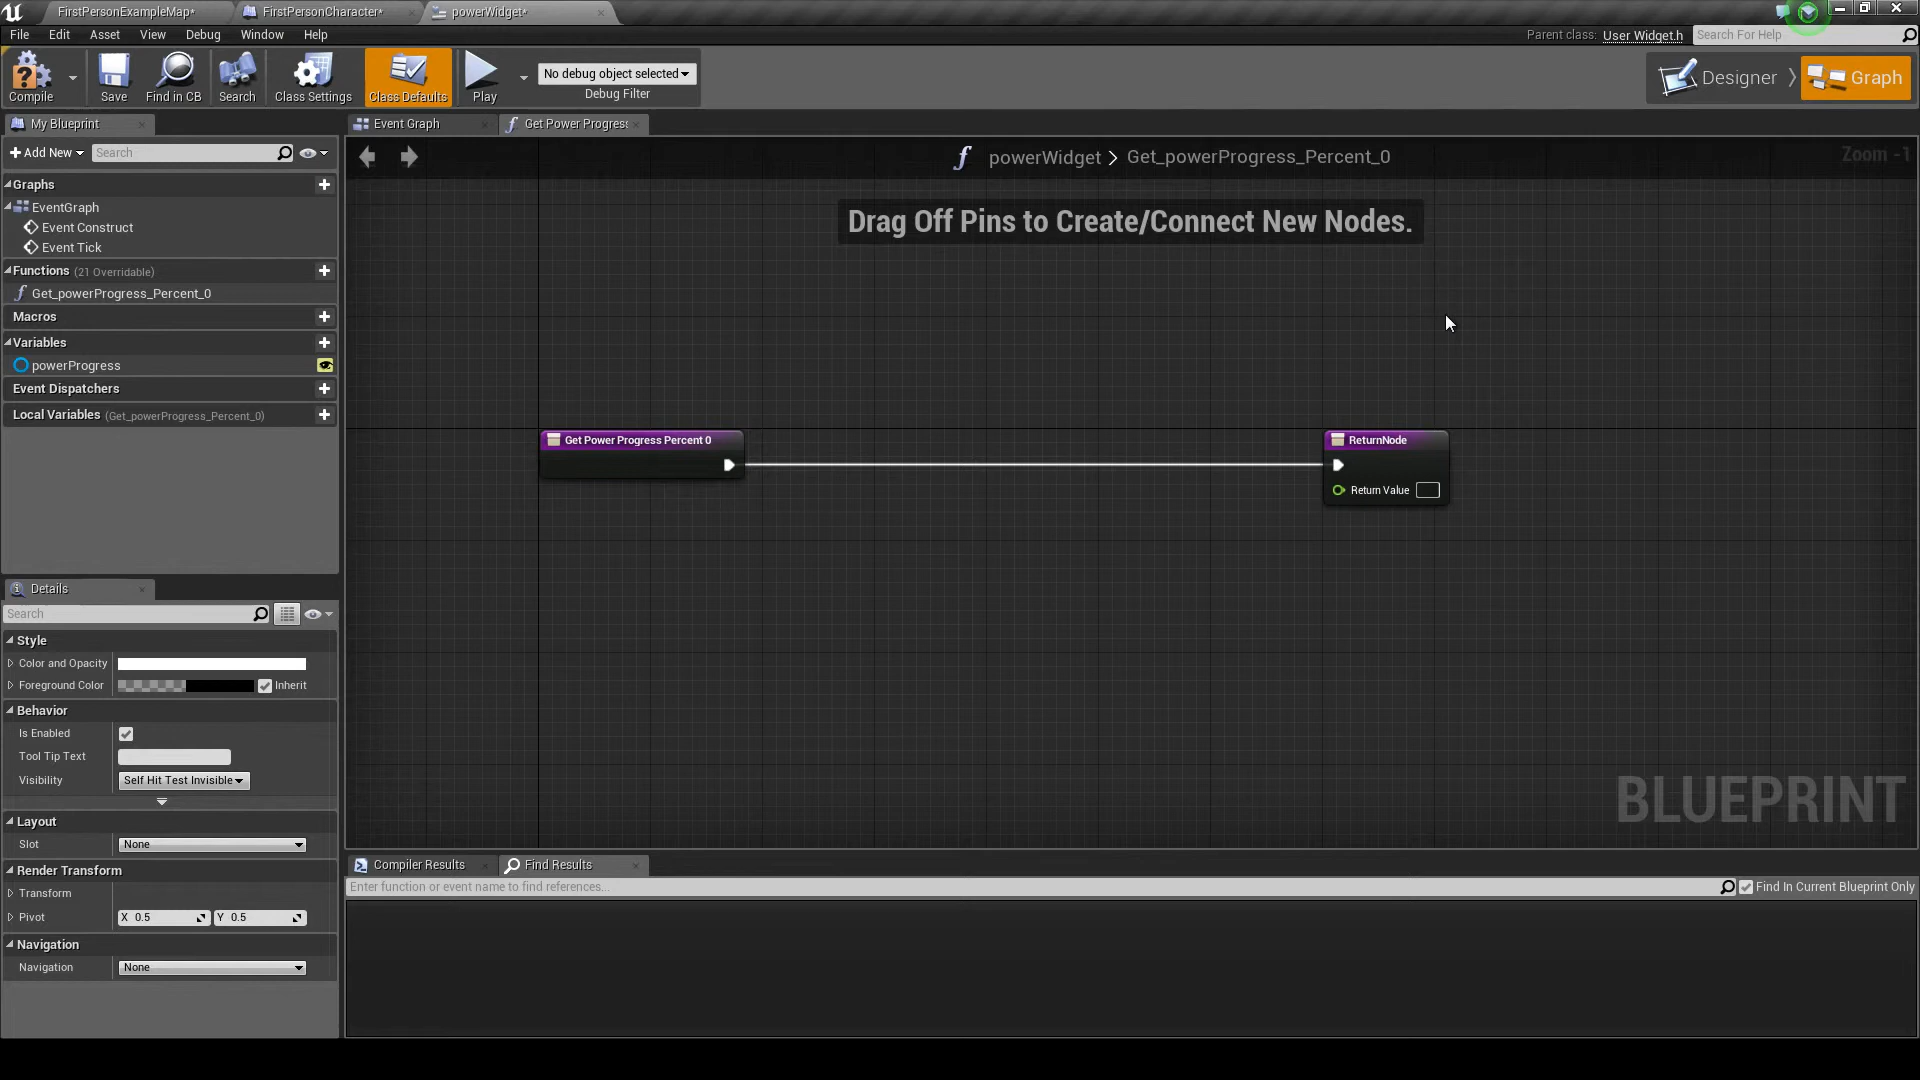 FirstPersonExampleMap*
FirstPersonCharacter*
powerWidget*
File Edit Asset View Debug Window Help
Parent class: User Widget.h
Search For Help
Compile
Save
Find in CB
Search
Class Settings
Class Defaults
Play
No debug object selected
Debug Filter
Designer
Graph
My Blueprint
Add New
Search
Graphs
EventGraph
Event Construct
Event Tick
Functions (21 Overridable)
Get_powerProgress_Percent_0
Macros
Variables
powerProgress
Event Dispatchers
Local Variables (Get_powerProgress_Percent_0)
Details
Search
Style
Color and Opacity
Foreground Color
Inherit
Behavior
Is Enabled
Tool Tip Text
Visibility Self Hit Test Invisible
Layout
Slot None
Render Transform
Transform
Pivot X 0.5 Y 0.5
Navigation
Navigation None
Event Graph
Get Power Progress
powerWidget > Get_powerProgress_Percent_0
Zoom -1
Drag Off Pins to Create/Connect New Nodes.
Get Power Progress Percent 0
ReturnNode
Return Value
BLUEPRINT
Compiler Results
Find Results
Enter function or event name to find references...
Find In Current Blueprint Only